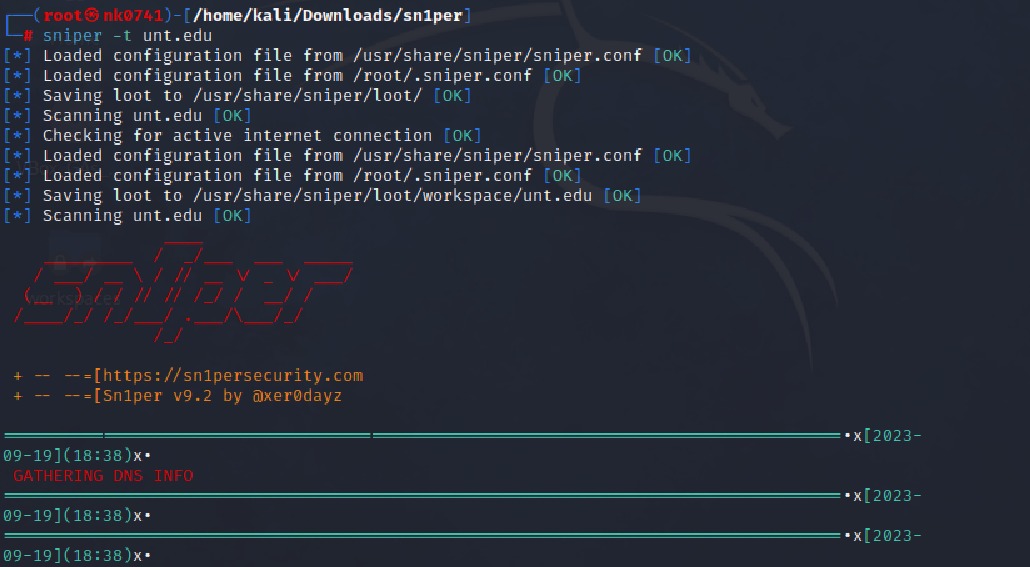 ┌──(root㉿nk0741)-[/home/kali/Downloads/sn1per]
└─# sniper -t unt.edu
[*] Loaded configuration file from /usr/share/sniper/sniper.conf [OK]
[*] Loaded configuration file from /root/.sniper.conf [OK]
[*] Saving loot to /usr/share/sniper/loot/ [OK]
[*] Scanning unt.edu [OK]
[*] Checking for active internet connection [OK]
[*] Loaded configuration file from /usr/share/sniper/sniper.conf [OK]
[*] Loaded configuration file from /root/.sniper.conf [OK]
[*] Saving loot to /usr/share/sniper/loot/workspace/unt.edu [OK]
[*] Scanning unt.edu [OK]
sniper
+ -- --=[https://sn1persecurity.com
+ -- --=[Sn1per v9.2 by @xer0dayz
•x[2023-
09-19](18:38)x•
GATHERING DNS INFO
•x[2023-
09-19](18:38)x•
•x[2023-
09-19](18:38)x•